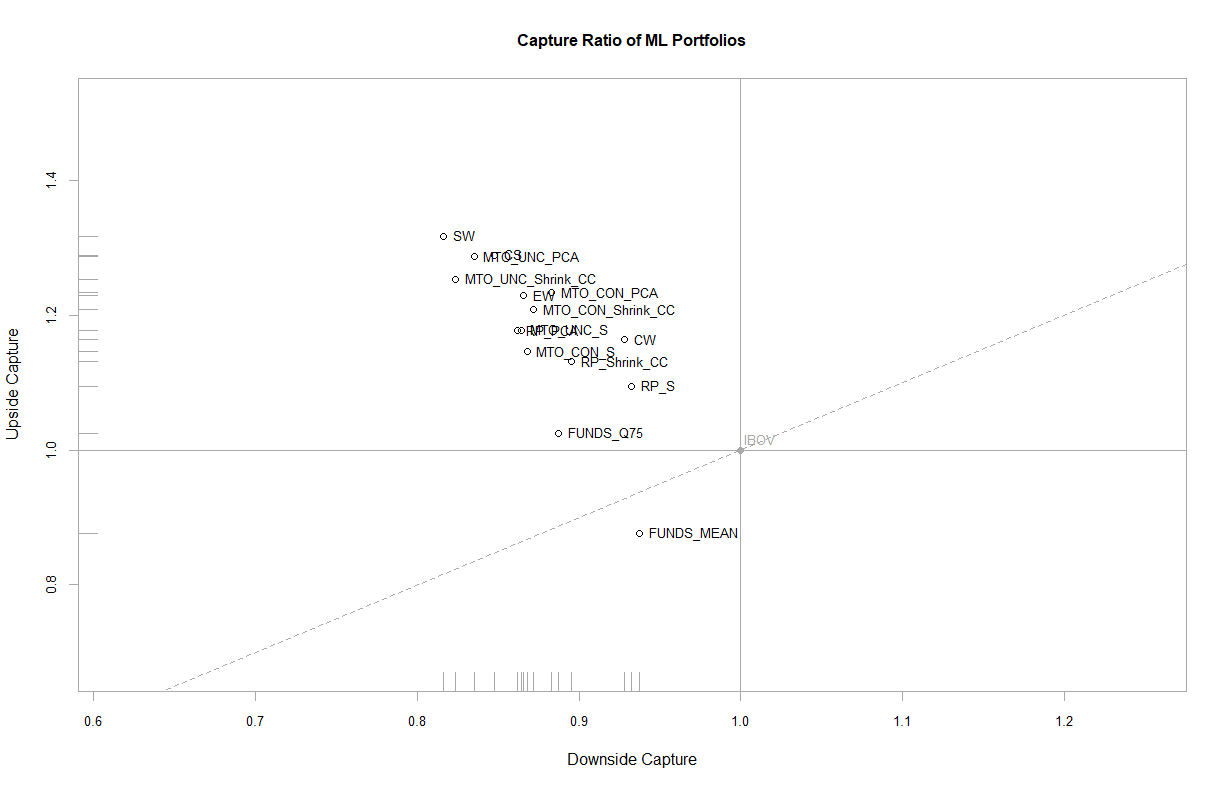 Capture Ratio of ML Portfolios
Upside Capture
1.4
1.2
1.0
0.8
SW
CS
MTO_UNC_PCA
MTO_UNC_Shrink_CC
MTO_CON_PCA
EW
MTO_CON_Shrink_CC
RP_PCA
MTO_UNC_S
CW
MTO_CON_S
RP_Shrink_CC
RP_S
FUNDS_Q75
IBOV
FUNDS_MEAN
0.6 0.7 0.8 0.9 1.0 1.1 1.2
Downside Capture